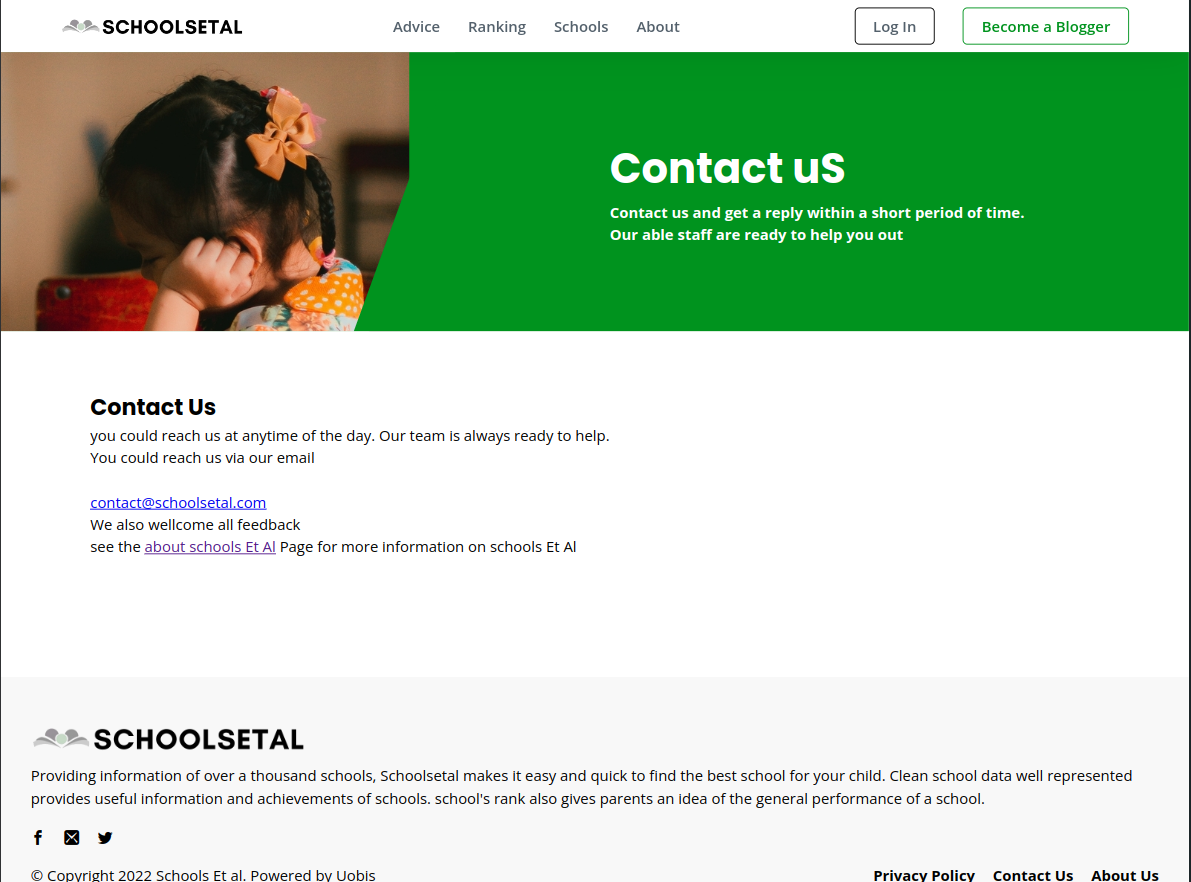 SCHOOLSETAL
Advice Ranking Schools About
Log In
Become a Blogger
Contact uS
Contact us and get a reply within a short period of time.
Our able staff are ready to help you out
Contact Us
you could reach us at anytime of the day. Our team is always ready to help.
You could reach us via our email
contact@schoolsetal.com
We also wellcome all feedback
see the about schools Et Al Page for more information on schools Et Al
SCHOOLSETAL
Providing information of over a thousand schools, Schoolsetal makes it easy and quick to find the best school for your child. Clean school data well represented
provides useful information and achievements of schools. school's rank also gives parents an idea of the general performance of a school.
© Copyright 2022 Schools Et al. Powered by Uobis
Privacy Policy Contact Us About Us